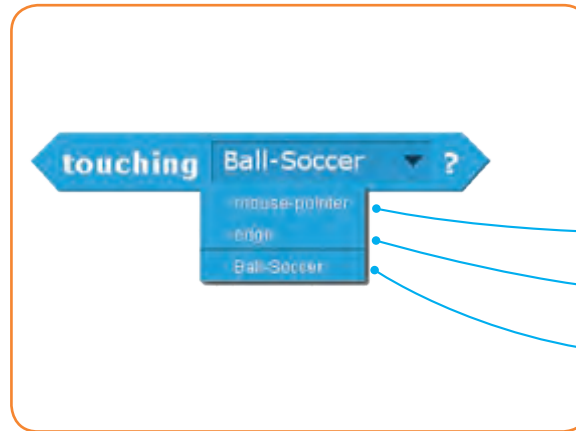 touching Ball-Soccer ?
mouse-pointer
edge
Ball-Soccer